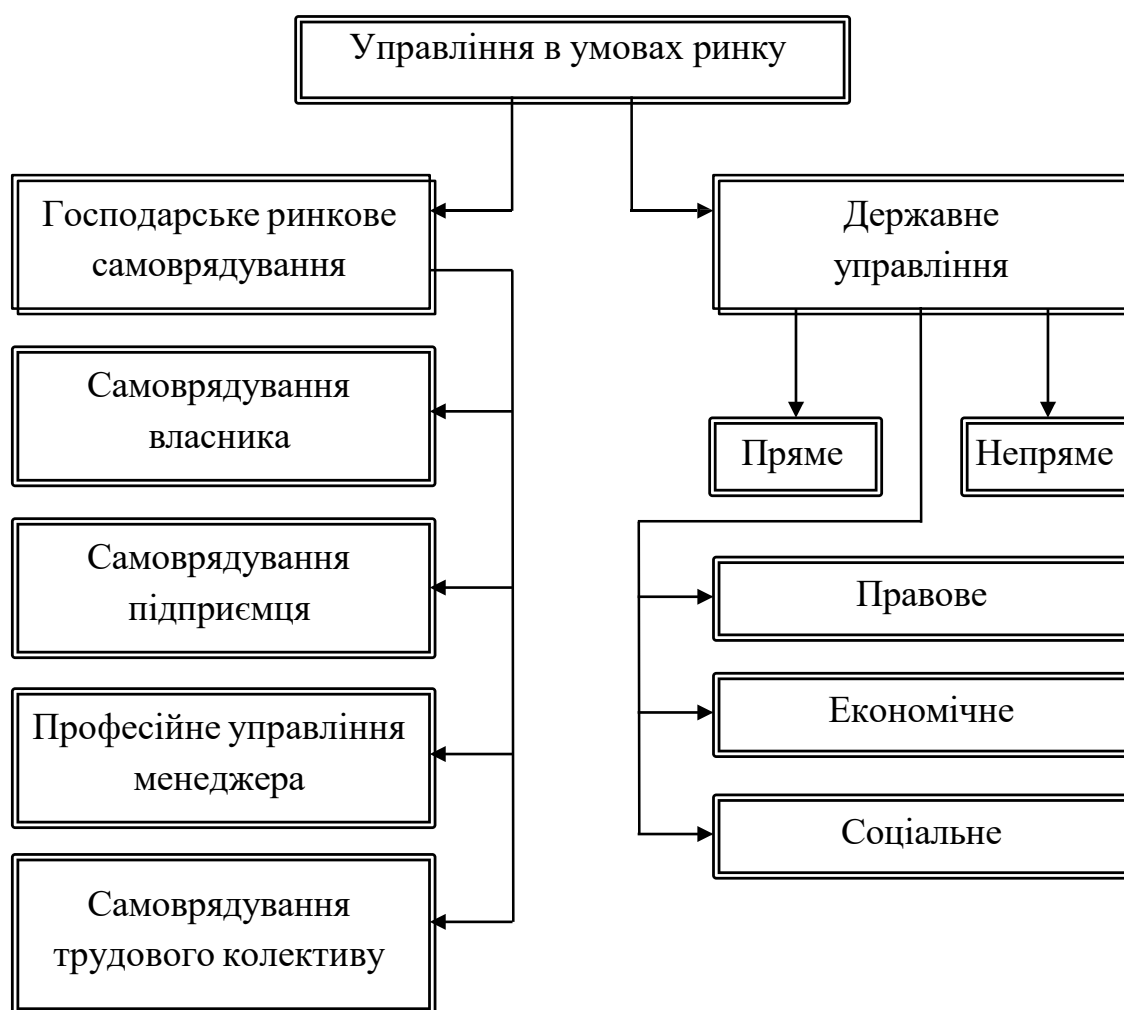 Управління в умовах ринку
Господарське ринкове
самоврядування
Державне
управління
Самоврядування
власника
Пряме
Непряме
Самоврядування
підприємця
Правове
Професійне управління
менеджера
Економічне
Соціальне
Самоврядування
трудового колективу